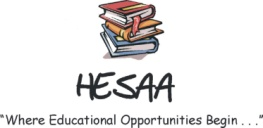 HESAA
"Where Educational Opportunities Begin . . ."